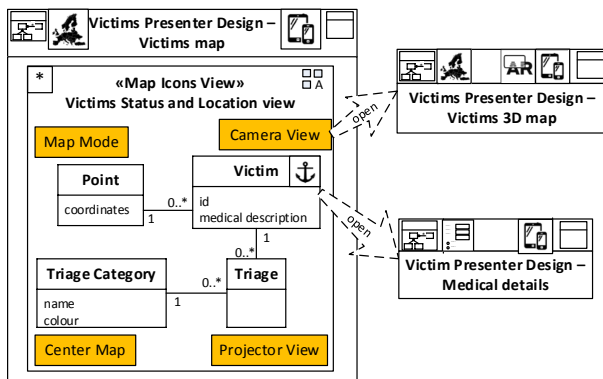 Victims Presenter Design –
Victims map
*
«Map Icons View»
A
Victims Status and Location view
Map Mode
Camera View
open
AR
Victims Presenter Design –
Victims 3D map
Point
coordinates
1
0..*
Victim
id
medical description
1
0..*
open
Victim Presenter Design –
Medical details
Triage Category
name
colour
1
0..*
Triage
Center Map
Projector View